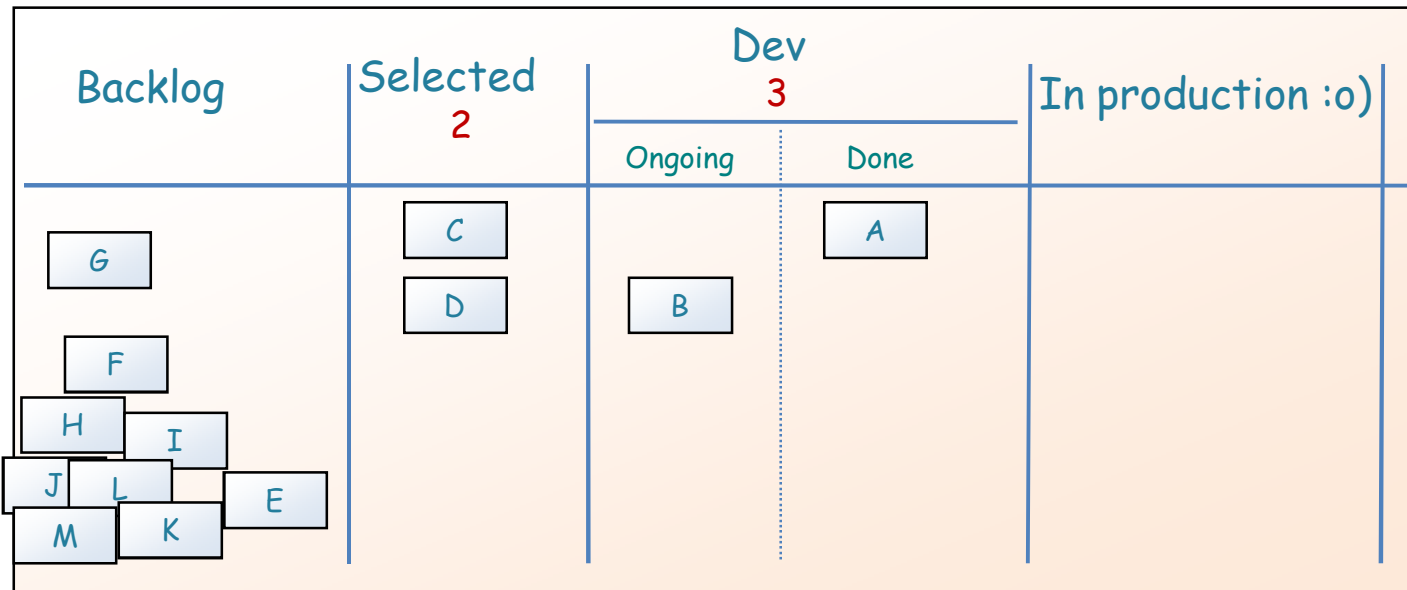 Backlog
Selected
2
Dev
3
In production :o)
Ongoing
Done
C
A
G
D
B
F
H
I
J
L
E
M
K